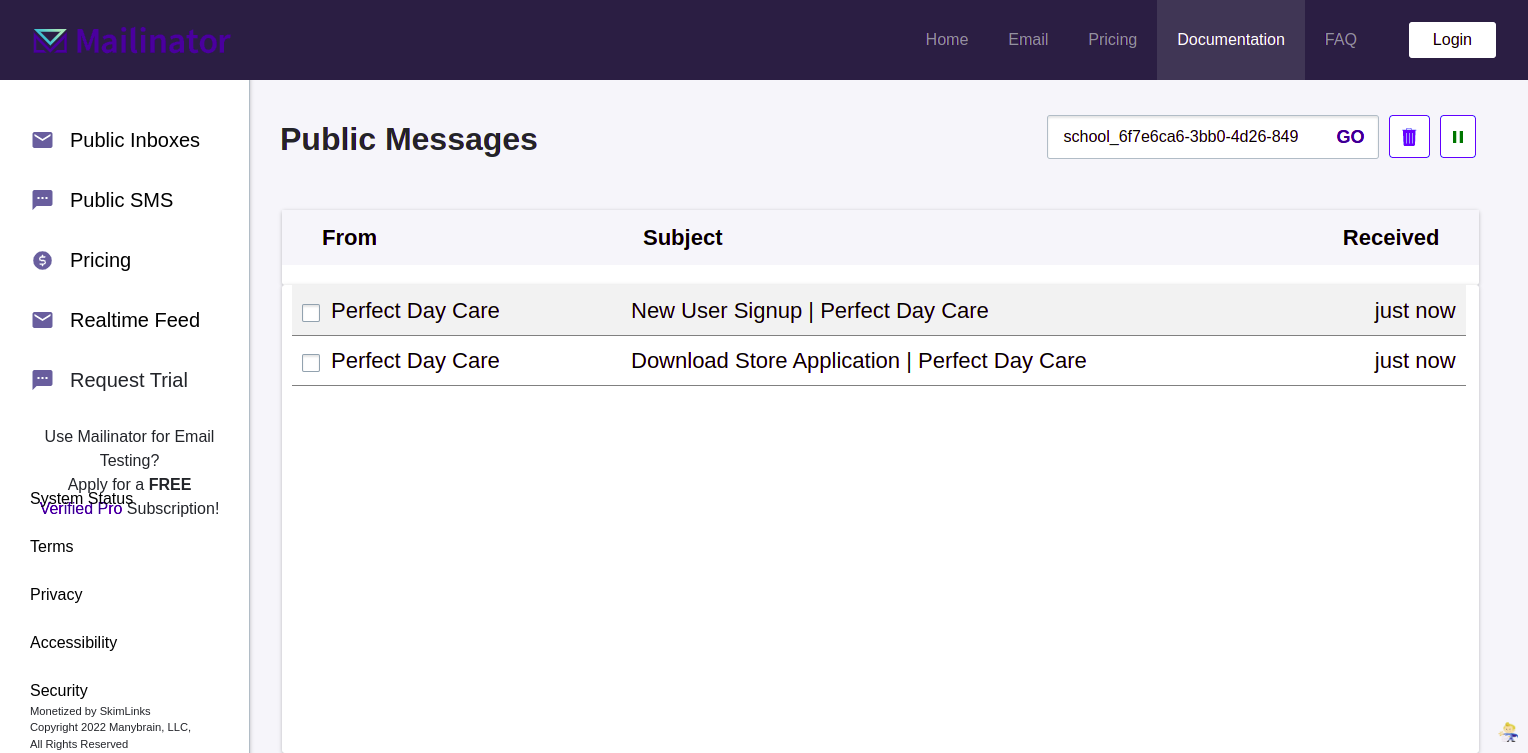 Mailinator
Home Email Pricing Documentation FAQ Login
Public Inboxes
Public SMS
Pricing
Realtime Feed
Request Trial
Use Mailinator for Email
Testing?
Apply for a FREE
Verified Pro Subscription!
System Status
Terms
Privacy
Accessibility
Security
Monetized by SkimLinks
Copyright 2022 Manybrain, LLC,
All Rights Reserved
Public Messages
school_6f7e6ca6-3bb0-4d26-849 GO
From Subject Received
Perfect Day Care New User Signup | Perfect Day Care just now
Perfect Day Care Download Store Application | Perfect Day Care just now